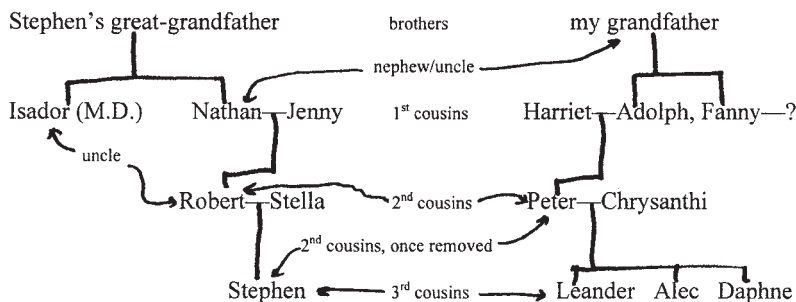 Stephen's great-grandfather brothers my grandfather
nephew/uncle
Isador (M.D.) Nathan—Jenny 1st cousins Harriet—Adolph, Fanny—?
uncle
Robert—Stella 2nd cousins Peter—Chrysanthi
2nd cousins, once removed
Stephen 3rd cousins Leander Alec Daphne